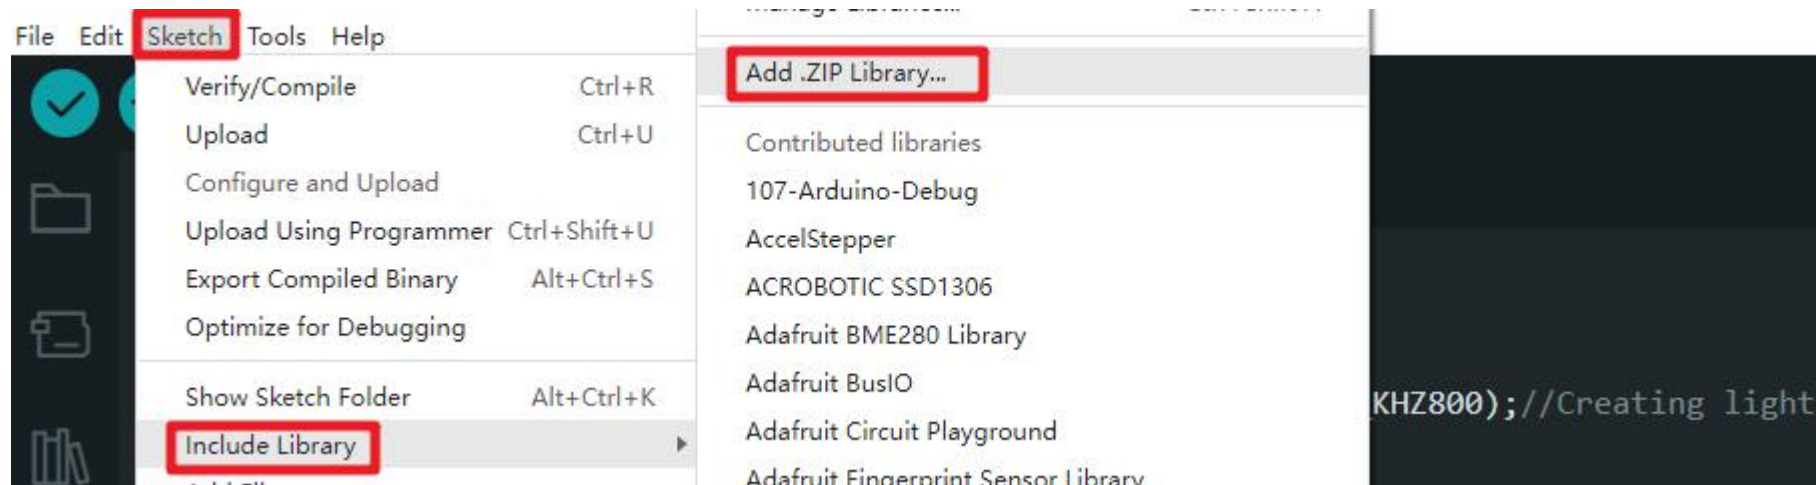 File Edit Sketch Tools Help
Verify/Compile Ctrl+R
Upload Ctrl+U
Configure and Upload
Upload Using Programmer Ctrl+Shift+U
Export Compiled Binary Alt+Ctrl+S
Optimize for Debugging
Show Sketch Folder Alt+Ctrl+K
Include Library
Add .ZIP Library...
Contributed libraries
107-Arduino-Debug
AccelStepper
ACROBOTIC SSD1306
Adafruit BME280 Library
Adafruit BusIO
Adafruit Circuit Playground
Adafruit Fingerprint Sensor Library
KHZ800);//Creating light